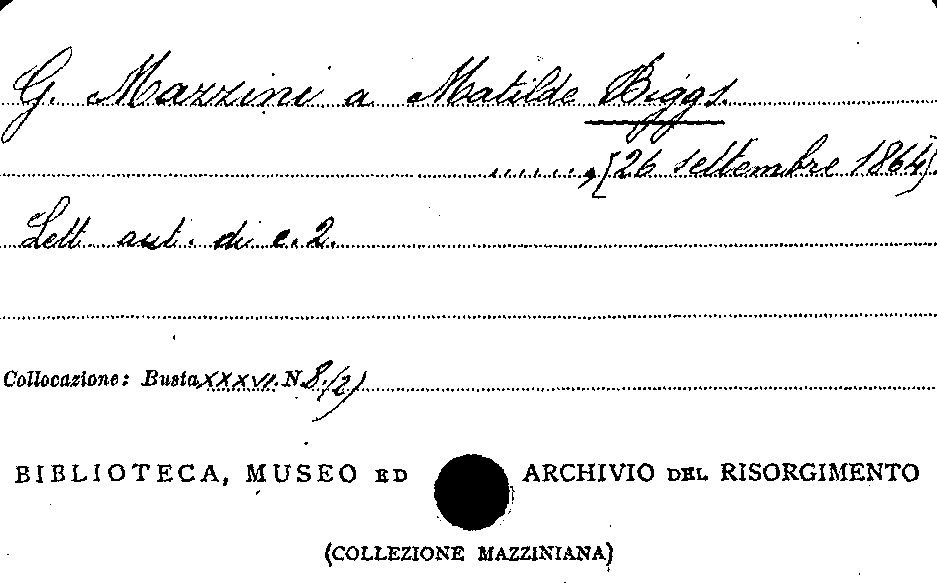 G. Mazzini a Matilde Biggs.
......, [26 settembre 1864].
Lett. aut. di c. 2.
Collocazione: Busta XXXVI. N. 8.(2)
BIBLIOTECA, MUSEO ED ARCHIVIO DEL RISORGIMENTO
(COLLEZIONE MAZZINIANA)